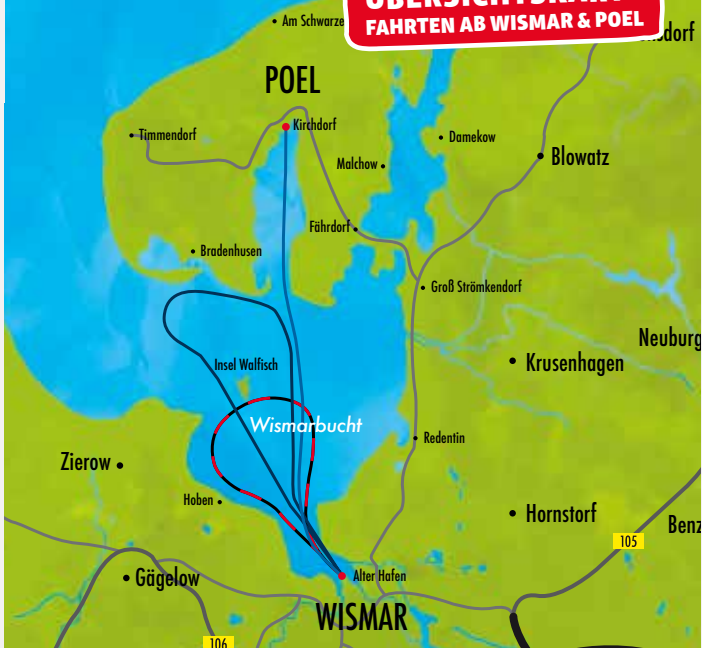 FAHRTEN AB WISMAR & POEL
Am Schwarze
POEL
Kirchdorf
Timmendorf
Damekow
Malchow
Blowatz
Fährdorf
Bradenhusen
Groß Strömkendorf
Neuburg
Insel Walfisch
Krusenhagen
Wismarbucht
Redentin
Zierow
Hoben
Hornstorf
Benz
105
Alter Hafen
Gägelow
WISMAR
106